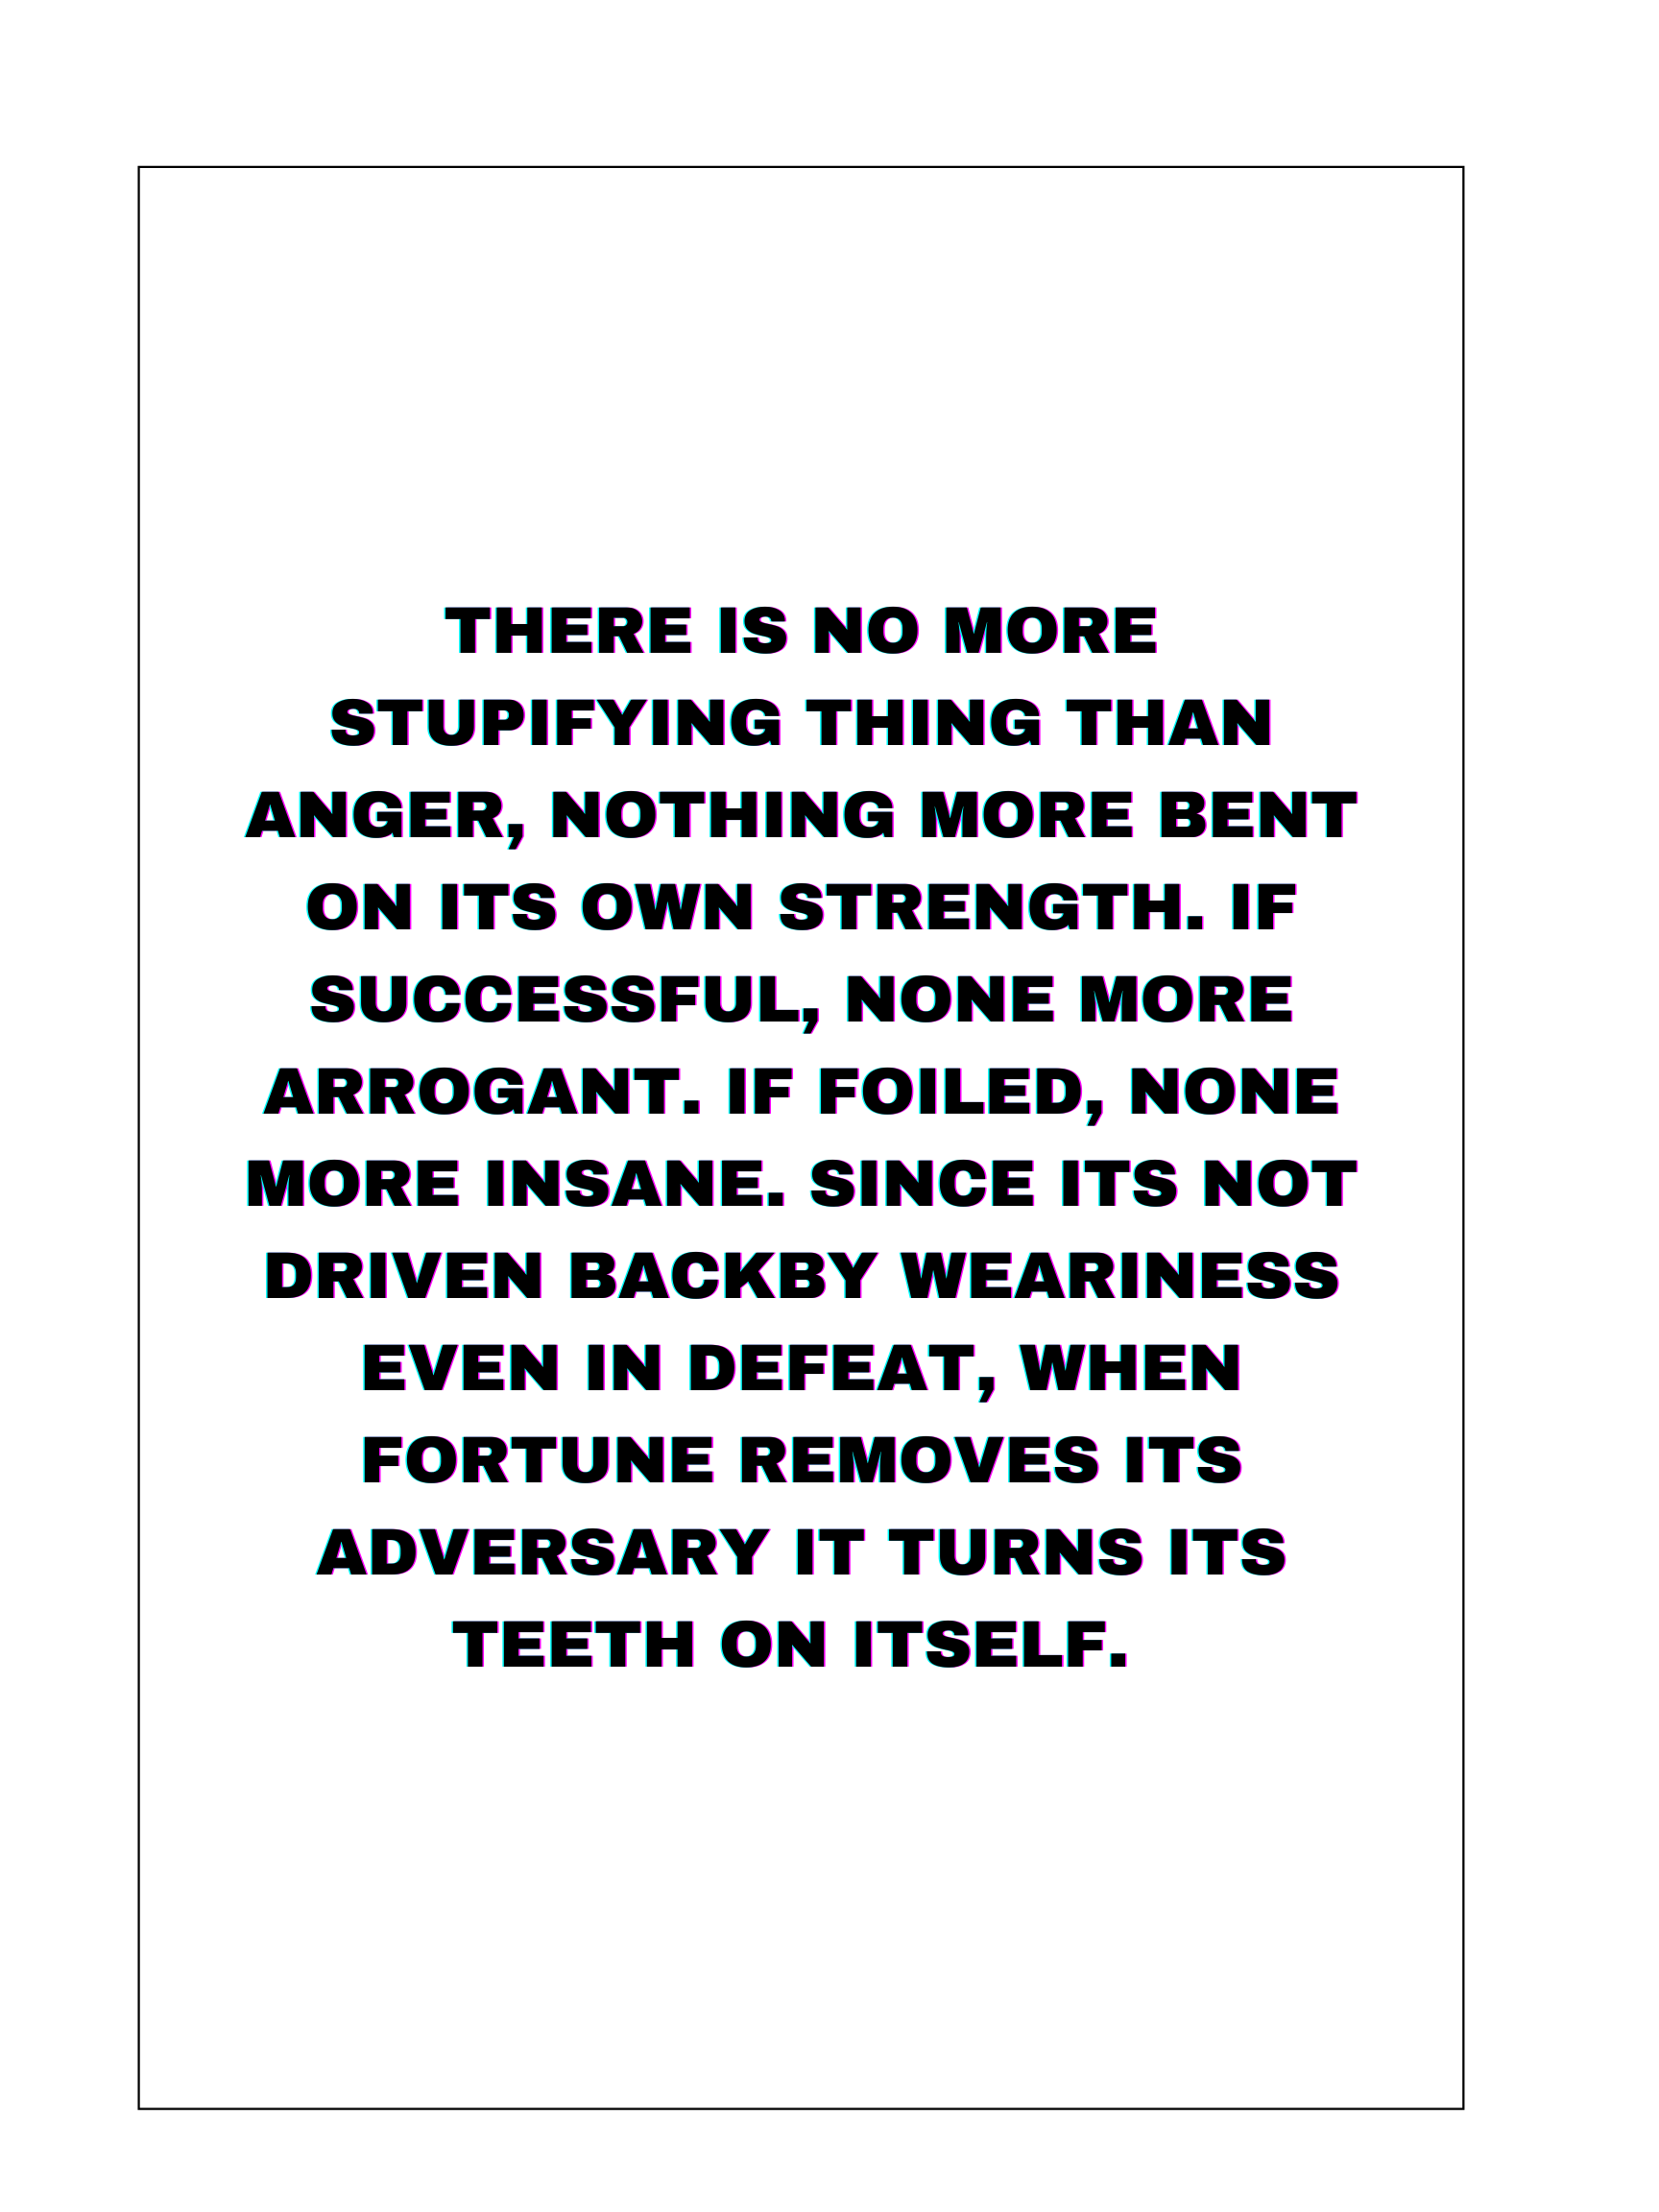 THERE IS NO MORE
STUPIFYING THING THAN
ANGER, NOTHING MORE BENT
ON ITS OWN STRENGTH. IF
SUCCESSFUL, NONE MORE
ARROGANT. IF FOILED, NONE
MORE INSANE. SINCE ITS NOT
DRIVEN BACKBY WEARINESS
EVEN IN DEFEAT, WHEN
FORTUNE REMOVES ITS
ADVERSARY IT TURNS ITS
TEETH ON ITSELF.